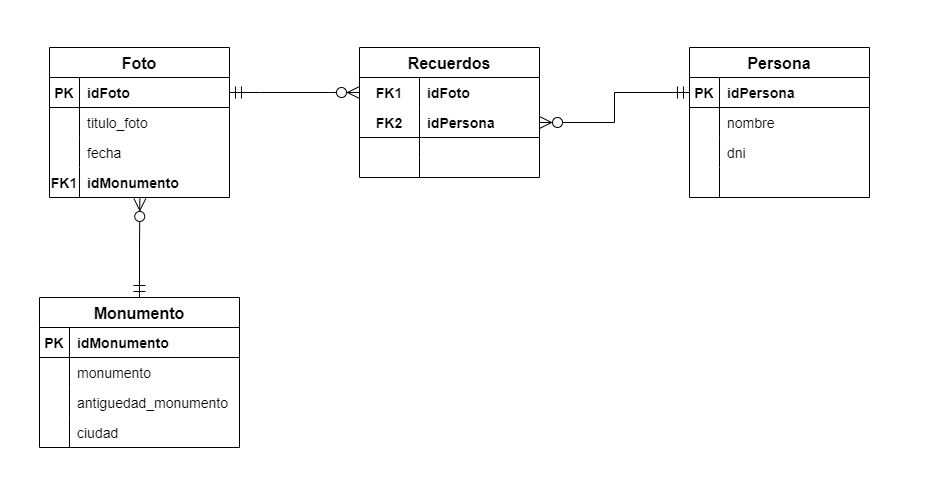 Foto
PK idFoto
titulo_foto
fecha
FK1 idMonumento
Recuerdos
FK1 idFoto
FK2 idPersona
Persona
PK idPersona
nombre
dni
Monumento
PK idMonumento
monumento
antiguedad_monumento
ciudad